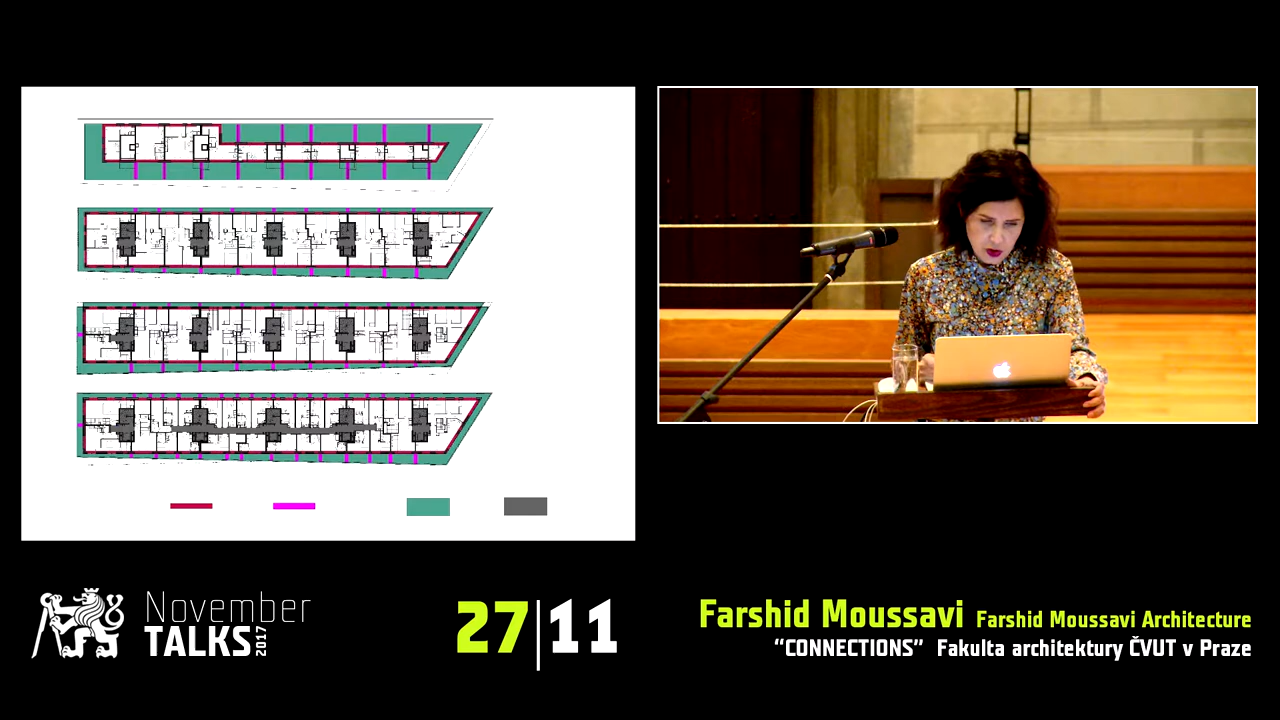 November
TALKS 2017
27|11
Farshid Moussavi Farshid Moussavi Architecture
“CONNECTIONS” Fakulta architektury ČVUT v Praze